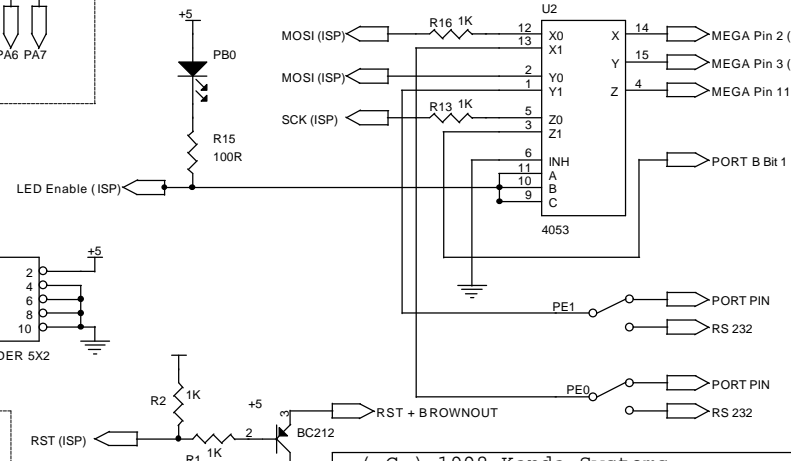 +5
U2
PA6 PA7
PB0
MOSI (ISP)
R16 1K
12 X0
13 X1
X 14
MEGA Pin 2 (
Y 15
MEGA Pin 3 (
MOSI (ISP)
2 Y0
1 Y1
Z 4
MEGA Pin 11
SCK (ISP)
R13 1K
5 Z0
3 Z1
R15
100R
6 INH
11 A
10 B
9 C
PORT B Bit 1
LED Enable (ISP)
4053
+5
2
4
6
8
10
DER 5X2
PE1
PORT PIN
RS 232
PE0
PORT PIN
RS 232
R2 1K
+5
3
RST + BROWNOUT
RST (ISP)
2
BC212
R1 1K